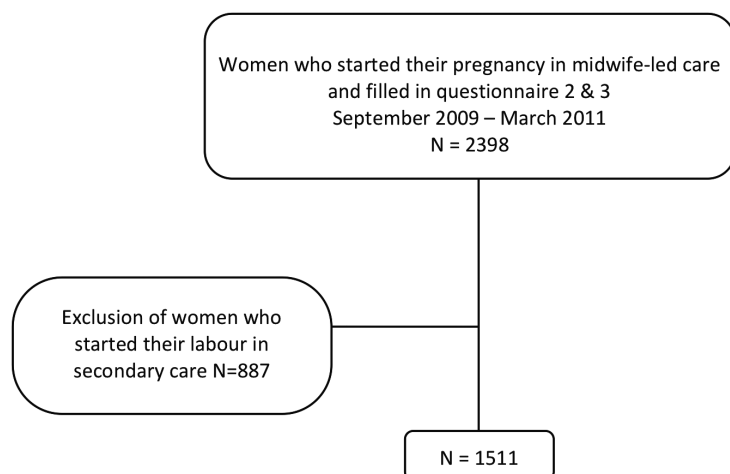 Women who started their pregnancy in midwife-led care
and filled in questionnaire 2 & 3
September 2009 – March 2011
N = 2398
Exclusion of women who
started their labour in
secondary care N=887
N = 1511